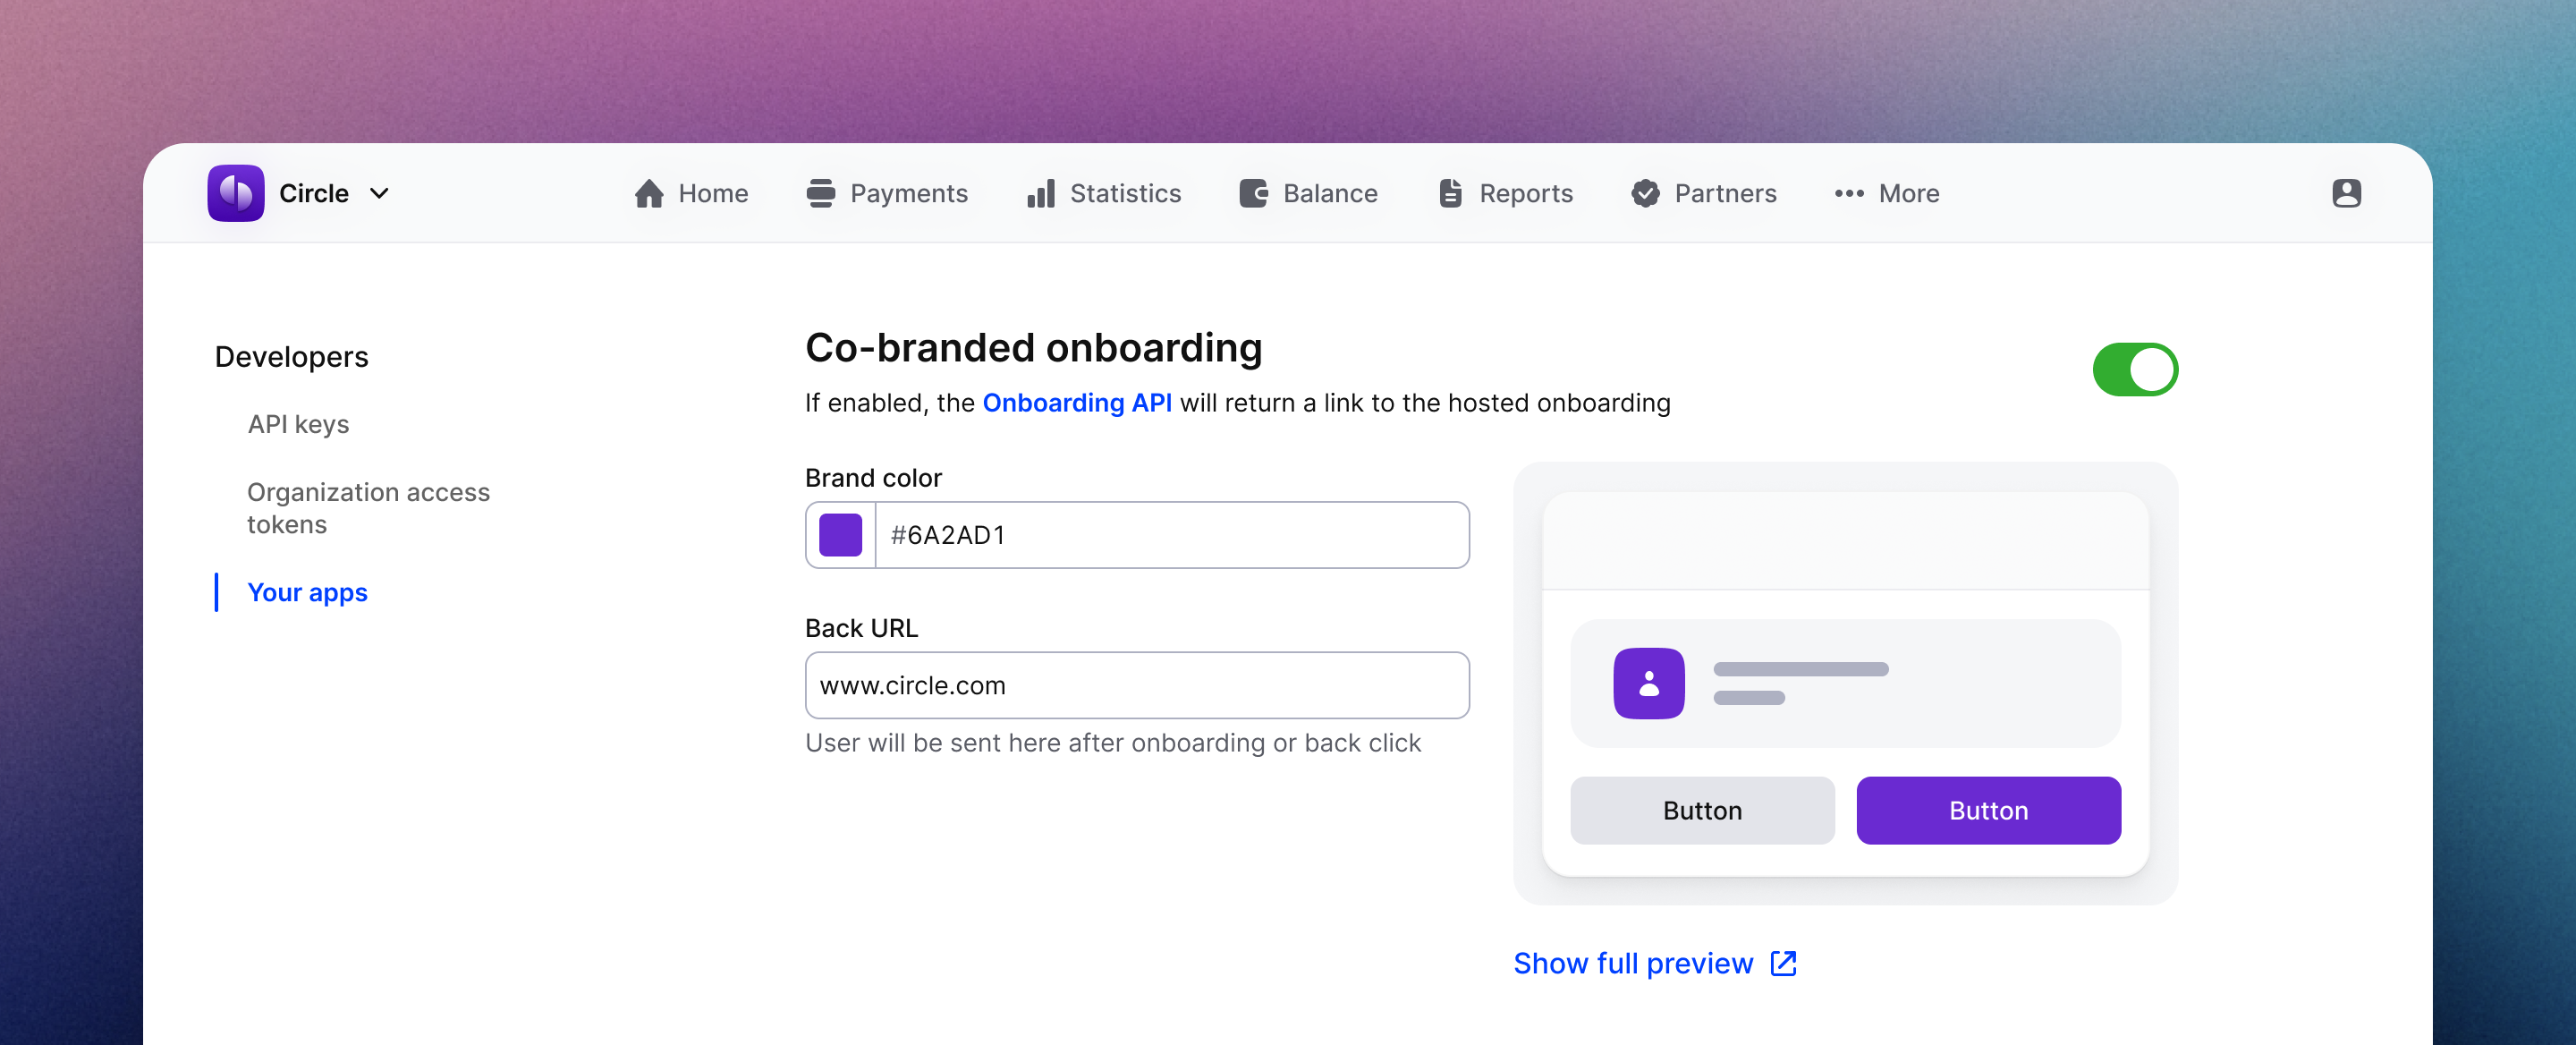 Circle
Home
Payments
Statistics
Balance
Reports
Partners
More
Developers
API keys
Organization access
tokens
Your apps
Co-branded onboarding
If enabled, the Onboarding API will return a link to the hosted onboarding
Brand color
#6A2AD1
Back URL
www.circle.com
User will be sent here after onboarding or back click
Button
Button
Show full preview